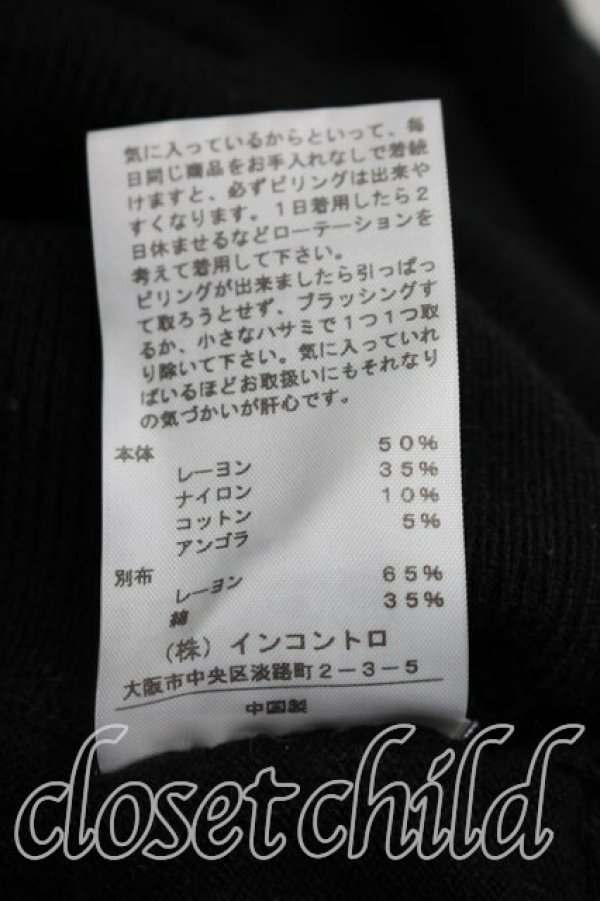 気に入っているからといって、毎
日同じ商品をお手入れなしで着続
けますと、必ずピリングは出来や
すくなります。1日着用したら2
日休ませるなどローテーションを
考えて着用して下さい。
ピリングが出来ましたら引っぱっ
て取ろうとせず、ブラッシングす
るか、小さなハサミで1つ1つ取
り除いて下さい。気に入っていれ
ばいるほどお取扱いにもそれなり
の気づかいが肝心です。
本体
レーヨン 50%
ナイロン 35%
コットン 10%
アンゴラ 5%
別布
レーヨン 65%
綿 35%
(株)インコントロ
大阪市中央区淡路町2-3-5
中国製
closet child